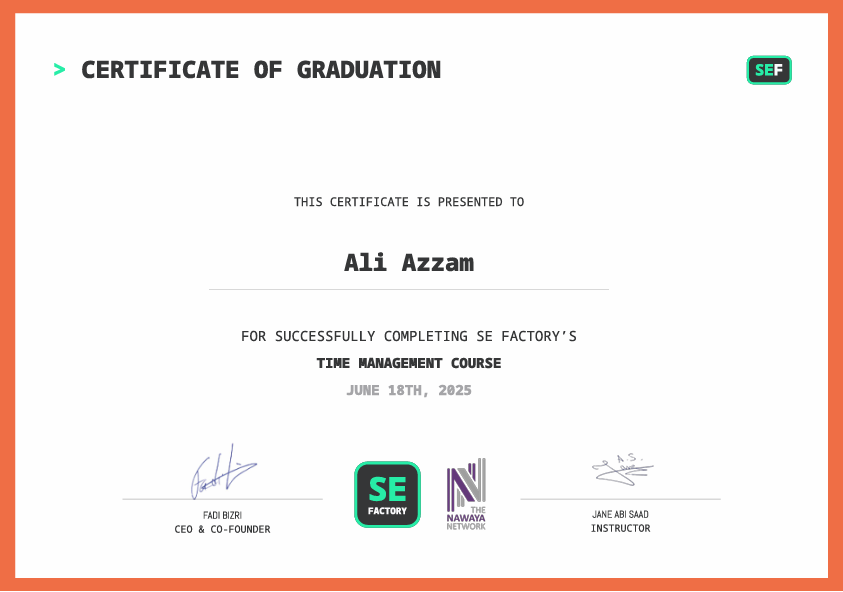 > CERTIFICATE OF GRADUATION
SEF
THIS CERTIFICATE IS PRESENTED TO
Ali Azzam
FOR SUCCESSFULLY COMPLETING SE FACTORY'S
TIME MANAGEMENT COURSE
JUNE 18TH, 2025
A.S.
SE
FACTORY
N
THE
NAWAYA
NETWORK
FADI BIZRI
CEO & CO-FOUNDER
JANE ABI SAAD
INSTRUCTOR